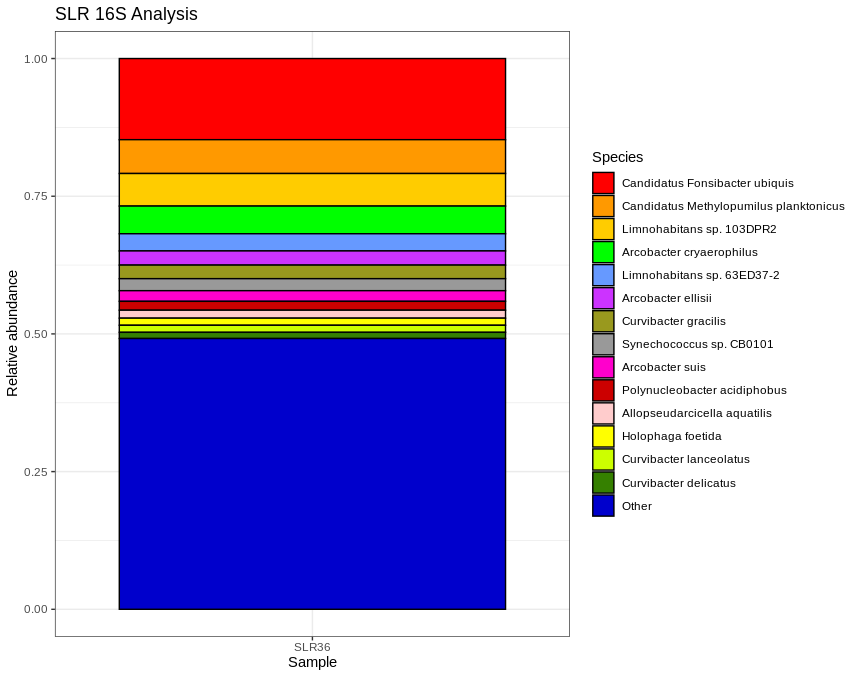 SLR 16S Analysis
Relative abundance
1.00
0.75
0.50
0.25
0.00
SLR36
Sample
Species
Candidatus Fonsibacter ubiquis
Candidatus Methylopumilus planktonicus
Limnohabitans sp. 103DPR2
Arcobacter cryaerophilus
Limnohabitans sp. 63ED37-2
Arcobacter ellisii
Curvibacter gracilis
Synechococcus sp. CB0101
Arcobacter suis
Polynucleobacter acidiphobus
Allopseudarcicella aquatilis
Holophaga foetida
Curvibacter lanceolatus
Curvibacter delicatus
Other